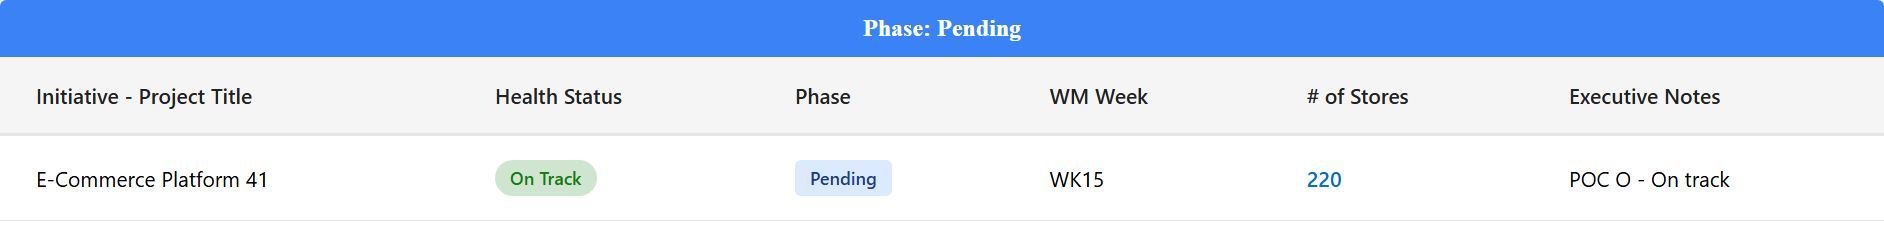 Phase: Pending
Initiative - Project Title Health Status Phase WM Week # of Stores Executive Notes
E-Commerce Platform 41 On Track Pending WK15 220 POC O - On track